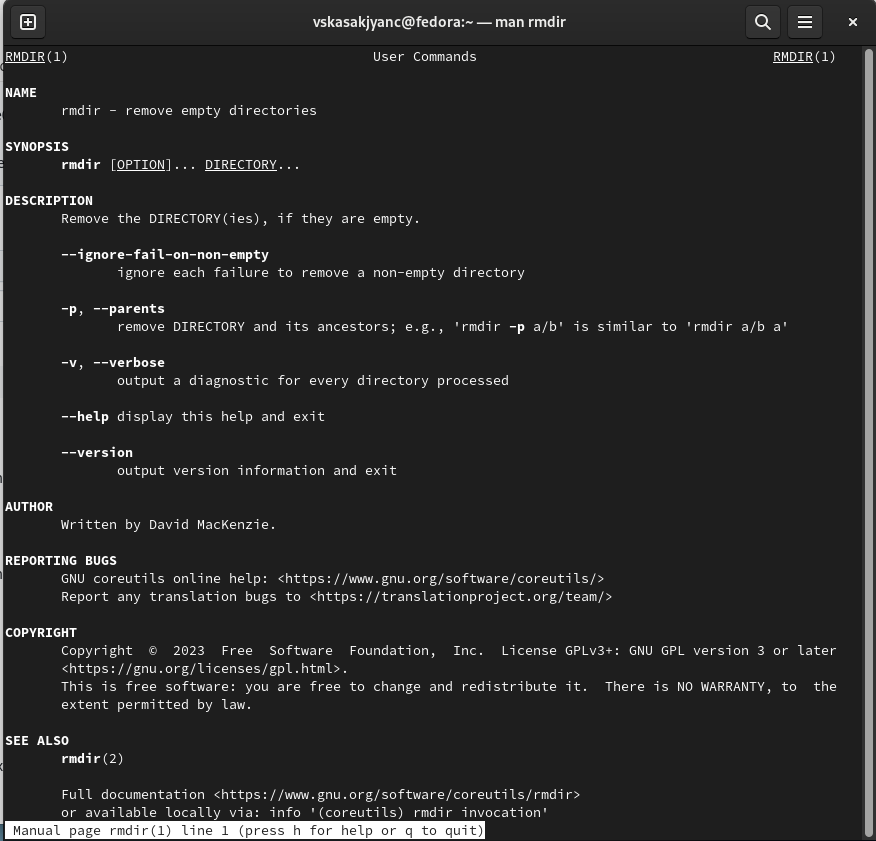 vskasakjyanc@fedora:~ — man rmdir
RMDIR(1) User Commands RMDIR(1)
NAME
rmdir - remove empty directories
SYNOPSIS
rmdir [OPTION]... DIRECTORY...
DESCRIPTION
Remove the DIRECTORY(ies), if they are empty.
--ignore-fail-on-non-empty
ignore each failure to remove a non-empty directory
-p, --parents
remove DIRECTORY and its ancestors; e.g., 'rmdir -p a/b' is similar to 'rmdir a/b a'
-v, --verbose
output a diagnostic for every directory processed
--help display this help and exit
--version
output version information and exit
AUTHOR
Written by David MacKenzie.
REPORTING BUGS
GNU coreutils online help: <https://www.gnu.org/software/coreutils/>
Report any translation bugs to <https://translationproject.org/team/>
COPYRIGHT
Copyright © 2023 Free Software Foundation, Inc. License GPLv3+: GNU GPL version 3 or later
<https://gnu.org/licenses/gpl.html>.
This is free software: you are free to change and redistribute it. There is NO WARRANTY, to the
extent permitted by law.
SEE ALSO
rmdir(2)
Full documentation <https://www.gnu.org/software/coreutils/rmdir>
or available locally via: info '(coreutils) rmdir invocation'
Manual page rmdir(1) line 1 (press h for help or q to quit)